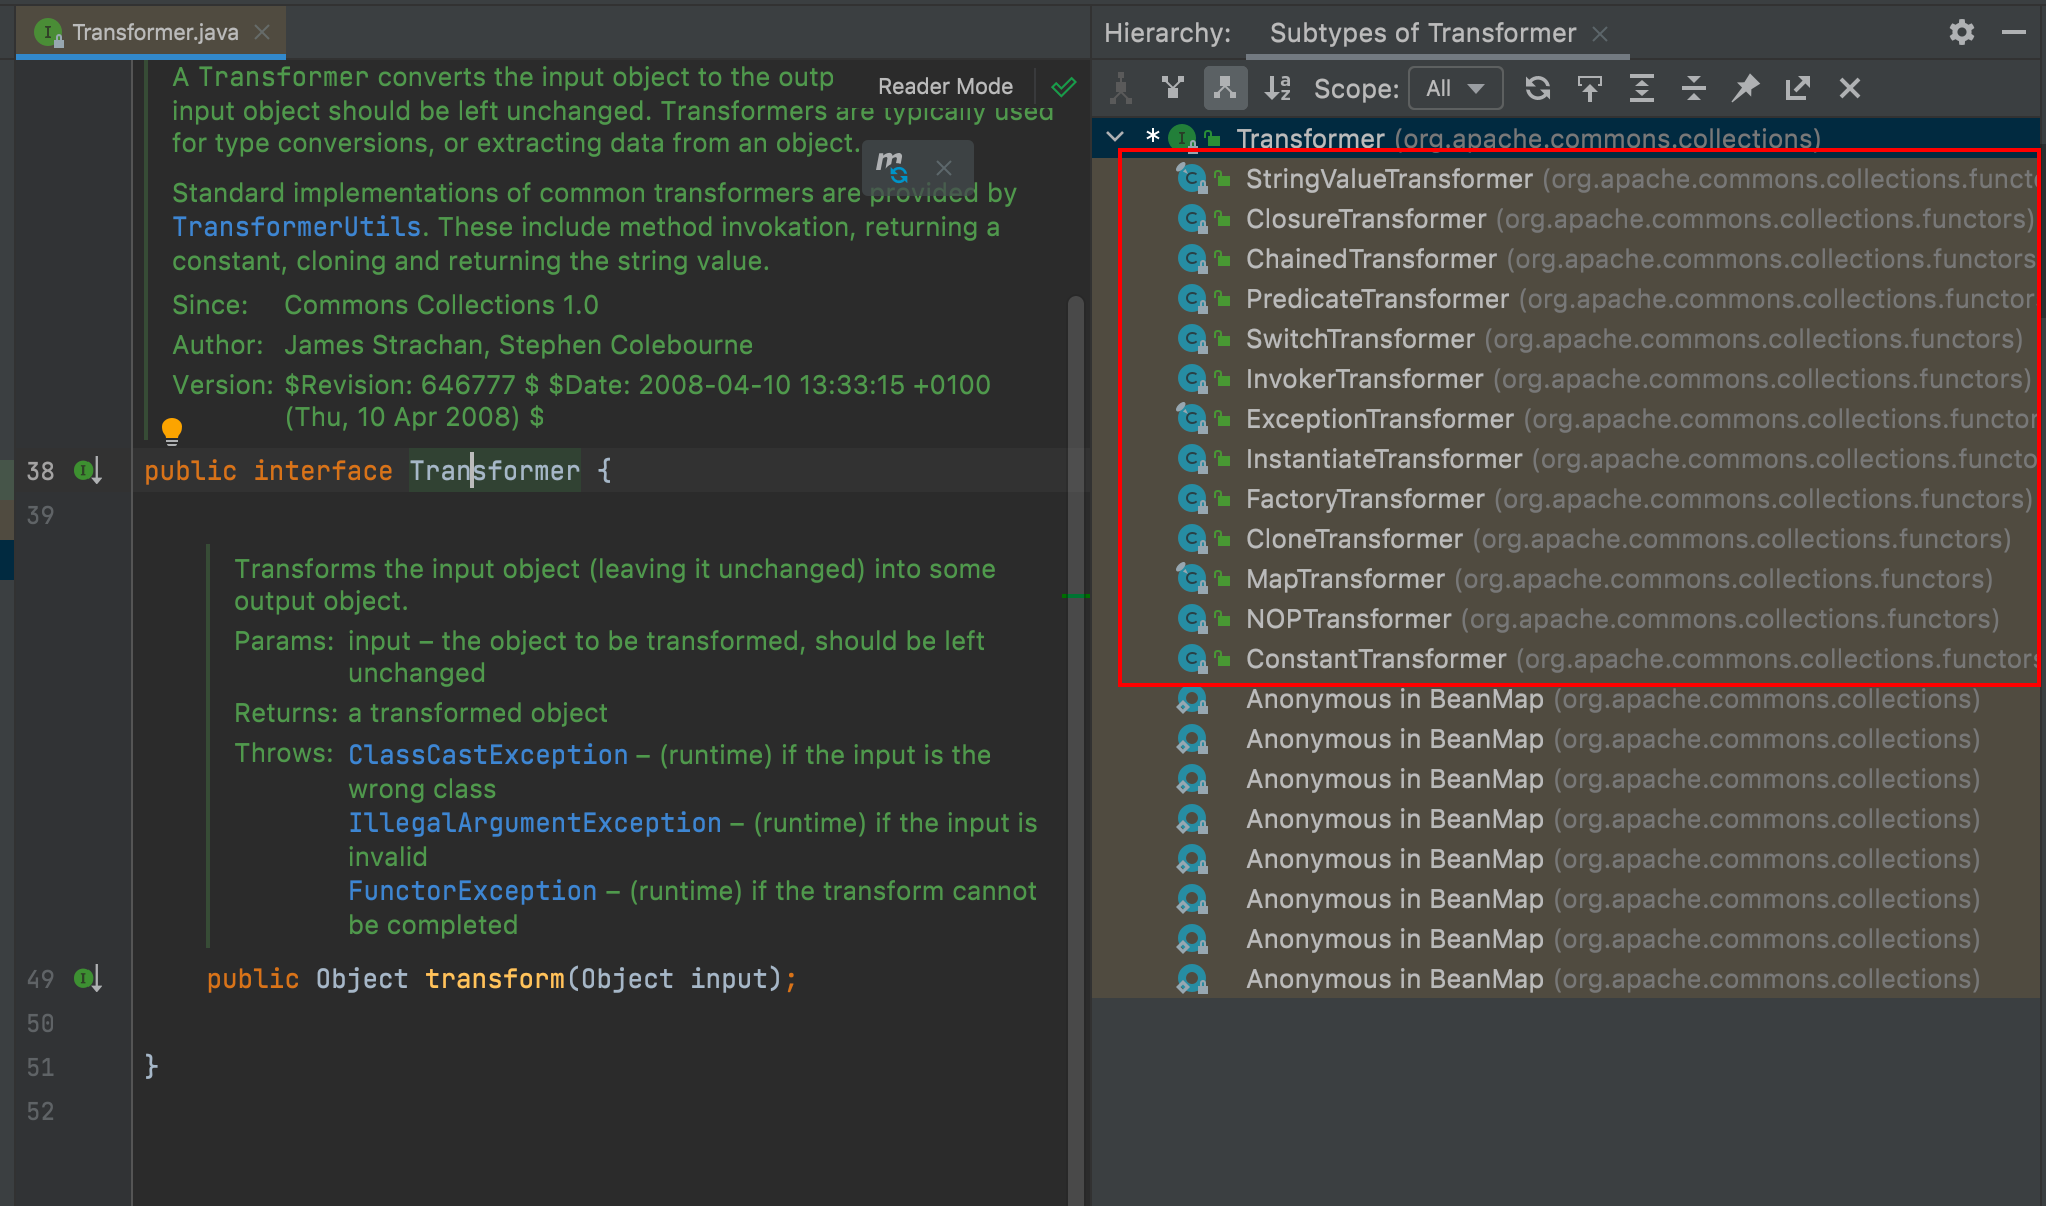 Transformer.java
A Transformer converts the input object to the outp
Reader Mode
input object should be left unchanged. Transformers are typically used
for type conversions, or extracting data from an object.
m
Standard implementations of common transformers are provided by
TransformerUtils. These include method invokation, returning a
constant, cloning and returning the string value.
Since: Commons Collections 1.0
Author: James Strachan, Stephen Colebourne
Version: $Revision: 646777 $ $Date: 2008-04-10 13:33:15 +0100
(Thu, 10 Apr 2008) $
38 public interface Transformer {
39
Transforms the input object (leaving it unchanged) into some
output object.
Params: input – the object to be transformed, should be left
unchanged
Returns: a transformed object
Throws: ClassCastException – (runtime) if the input is the
wrong class
IllegalArgumentException – (runtime) if the input is
invalid
FunctorException – (runtime) if the transform cannot
be completed
49 public Object transform(Object input);
50
51 }
52
Hierarchy: Subtypes of Transformer
Scope: All
* Transformer (org.apache.commons.collections)
StringValueTransformer (org.apache.commons.collections.functo
ClosureTransformer (org.apache.commons.collections.functors)
ChainedTransformer (org.apache.commons.collections.functors
PredicateTransformer (org.apache.commons.collections.functor
SwitchTransformer (org.apache.commons.collections.functors)
InvokerTransformer (org.apache.commons.collections.functors)
ExceptionTransformer (org.apache.commons.collections.functor
InstantiateTransformer (org.apache.commons.collections.functo
FactoryTransformer (org.apache.commons.collections.functors)
CloneTransformer (org.apache.commons.collections.functors)
MapTransformer (org.apache.commons.collections.functors)
NOPTransformer (org.apache.commons.collections.functors)
ConstantTransformer (org.apache.commons.collections.functors
Anonymous in BeanMap (org.apache.commons.collections)
Anonymous in BeanMap (org.apache.commons.collections)
Anonymous in BeanMap (org.apache.commons.collections)
Anonymous in BeanMap (org.apache.commons.collections)
Anonymous in BeanMap (org.apache.commons.collections)
Anonymous in BeanMap (org.apache.commons.collections)
Anonymous in BeanMap (org.apache.commons.collections)
Anonymous in BeanMap (org.apache.commons.collections)